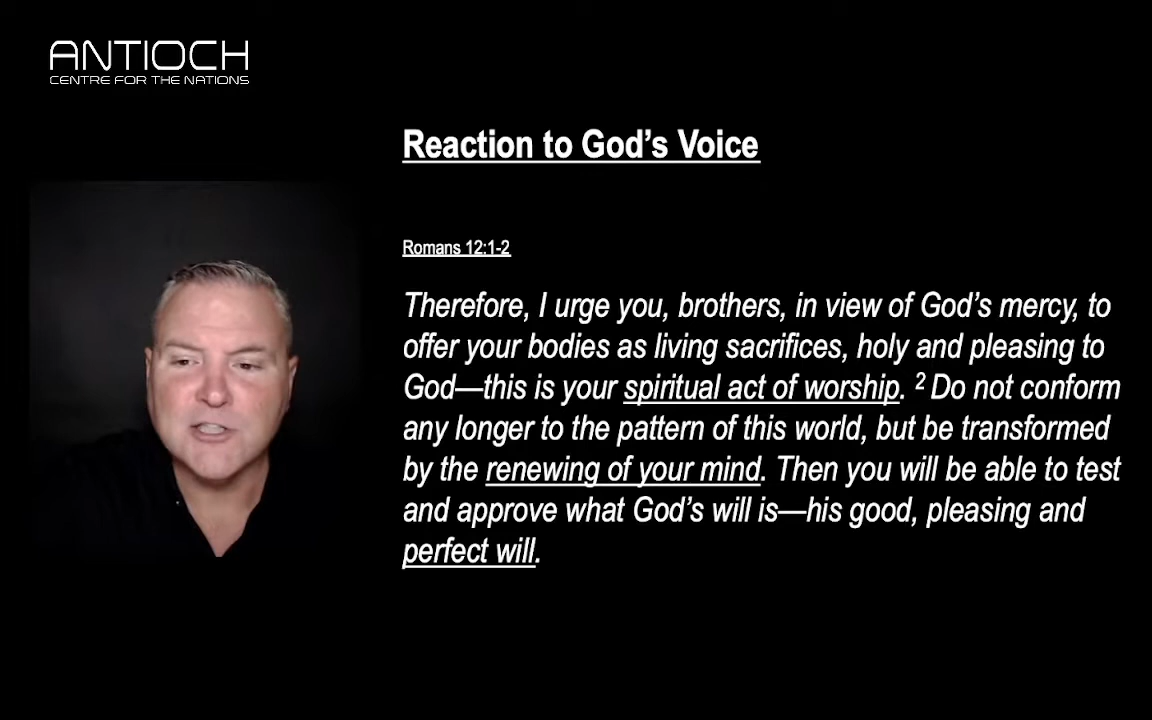 ANTIOCH
CENTRE FOR THE NATIONS
Reaction to God’s Voice
Romans 12:1-2
Therefore, I urge you, brothers, in view of God’s mercy, to
offer your bodies as living sacrifices, holy and pleasing to
God—this is your spiritual act of worship. ² Do not conform
any longer to the pattern of this world, but be transformed
by the renewing of your mind. Then you will be able to test
and approve what God’s will is—his good, pleasing and
perfect will.